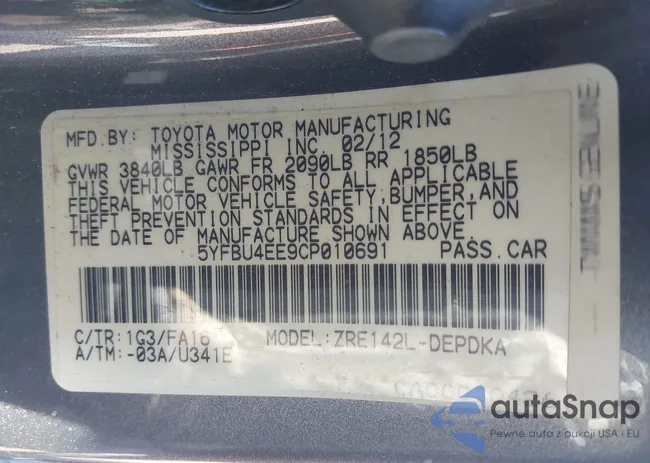 MFD.BY: TOYOTA MOTOR MANUFACTURING
MISSISSIPPI INC. 02/12
GVWR 3840LB GAWR FR 2090LB RR 1850LB
THIS VEHICLE CONFORMS TO ALL APPLICABLE
FEDERAL MOTOR VEHICLE SAFETY, BUMPER, AND
THEFT PREVENTION STANDARDS IN EFFECT ON
THE DATE OF MANUFACTURE SHOWN ABOVE.
5YFBU4EE9CP010691 PASS.CAR
C/TR:1G3/FA16 MODEL:ZRE142L-DEPDKA
A/TM:-03A/U341E
autaSnap
Pewne auta z aukcji USA i EU